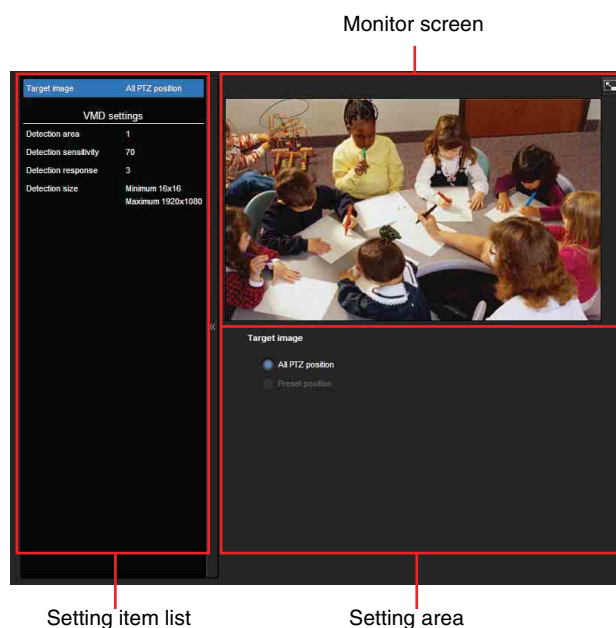 Monitor screen
Target image All PTZ position
VMD settings
Detection area 1
Detection sensitivity 70
Detection response 3
Detection size Minimum 16x16
Maximum 1920x1080
Target image
All PTZ position
Preset position
Setting item list
Setting area